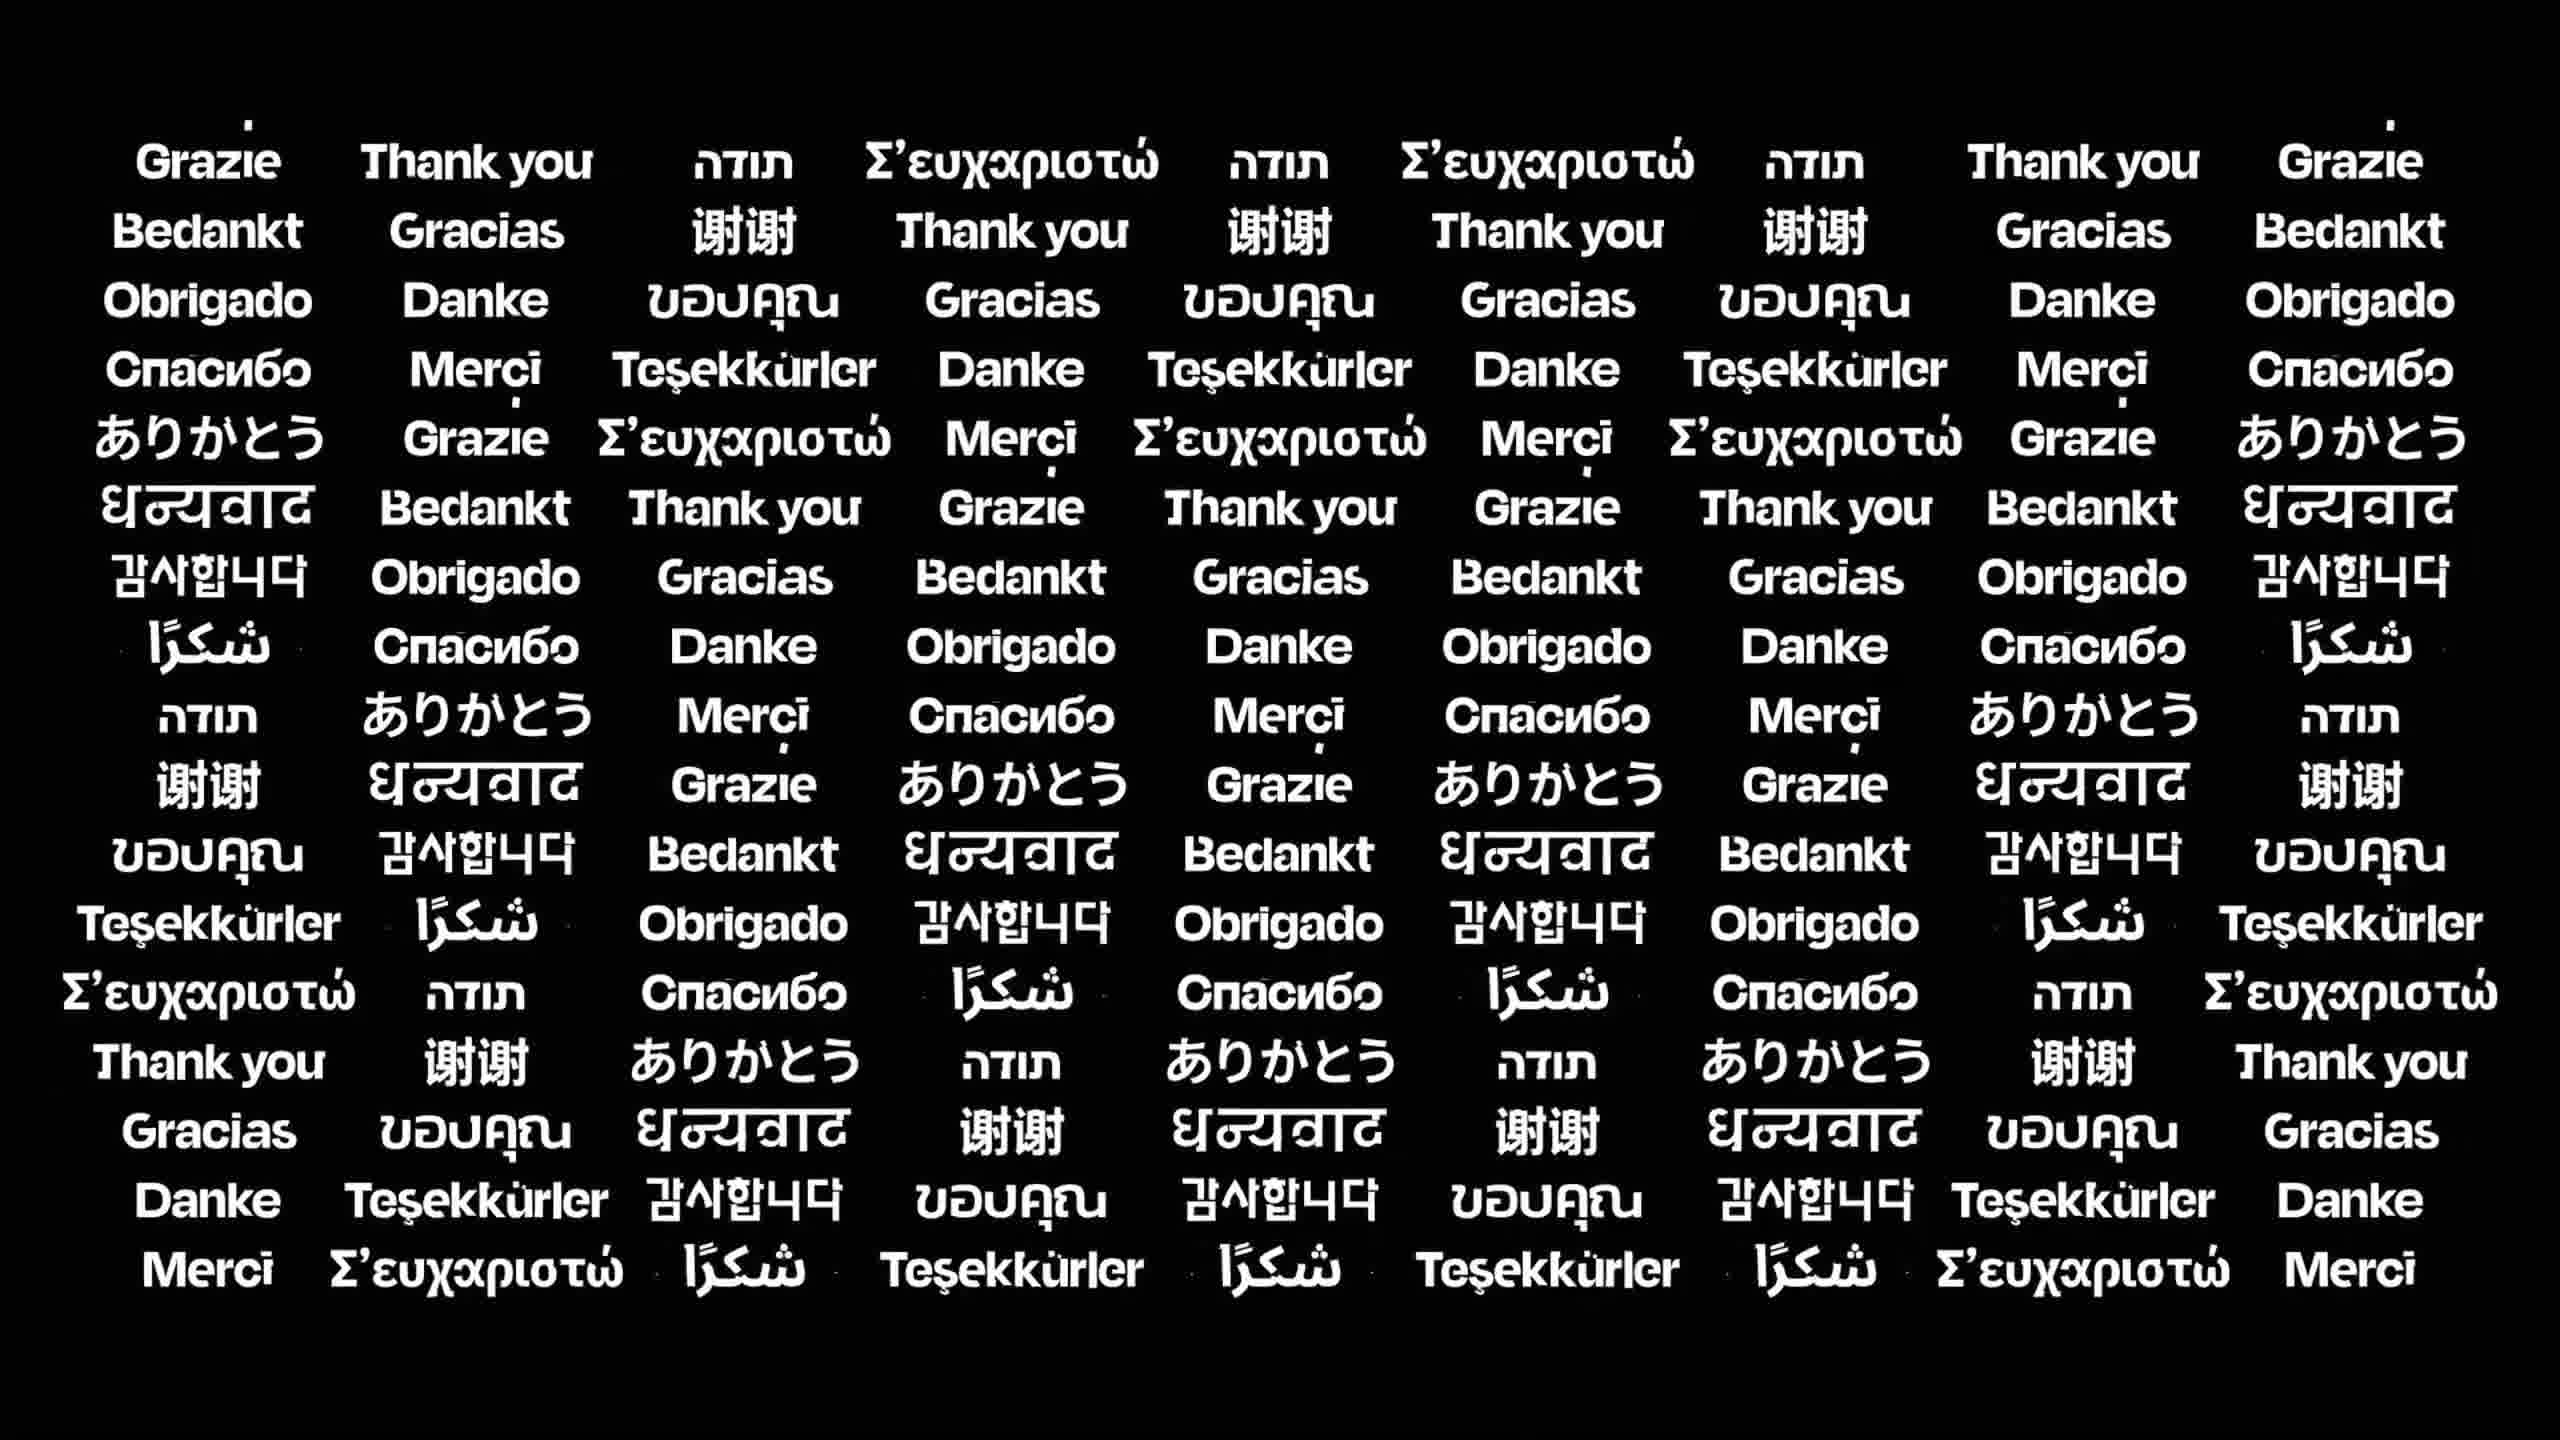 Grazie Thank you תודה Σ’ευχαριστώ תודה Σ’ευχαριστώ תודה Thank you Grazie
Bedankt Gracias 谢谢 Thank you 谢谢 Thank you 谢谢 Gracias Bedankt
Obrigado Danke ขอบคุณ Gracias ขอบคุณ Gracias ขอบคุณ Danke Obrigado
Спасибо Merci Teşekkürler Danke Teşekkürler Danke Teşekkürler Merci Спасибо
ありがとう Grazie Σ’ευχαριστώ Merci Σ’ευχαριστώ Merci Σ’ευχαριστώ Grazie ありがとう
धन्यवाद Bedankt Thank you Grazie Thank you Grazie Thank you Bedankt धन्यवाद
감사합니다 Obrigado Gracias Bedankt Gracias Bedankt Gracias Obrigado 감사합니다
شكرًا Спасибо Danke Obrigado Danke Obrigado Danke Спасибо شكرًا
תודה ありがとう Merci Спасибо Merci Спасибо Merci ありがとう תודה
谢谢 धन्यवाद Grazie ありがとう Grazie ありがとう Grazie धन्यवाद 谢谢
ขอบคุณ 감사합니다 Bedankt धन्यवाद Bedankt धन्यवाद Bedankt 감사합니다 ขอบคุณ
Teşekkürler شكرًا Obrigado 감사합니다 Obrigado 감사합니다 Obrigado شكرًا Teşekkürler
Σ’ευχαριστώ תודה Спасибо شكرًا Спасибо شكرًا Спасибо תודה Σ’ευχαριστώ
Thank you 谢谢 ありがとう תודה ありがとう תודה ありがとう 谢谢 Thank you
Gracias ขอบคุณ धन्यवाद 谢谢 धन्यवाद 谢谢 धन्यवाद ขอบคุณ Gracias
Danke Teşekkürler 감사합니다 ขอบคุณ 감사합니다 ขอบคุณ 감사합니다 Teşekkürler Danke
Merci Σ’ευχαριστώ شكرًا Teşekkürler شكرًا Teşekkürler شكرًا Σ’ευχαριστώ Merci